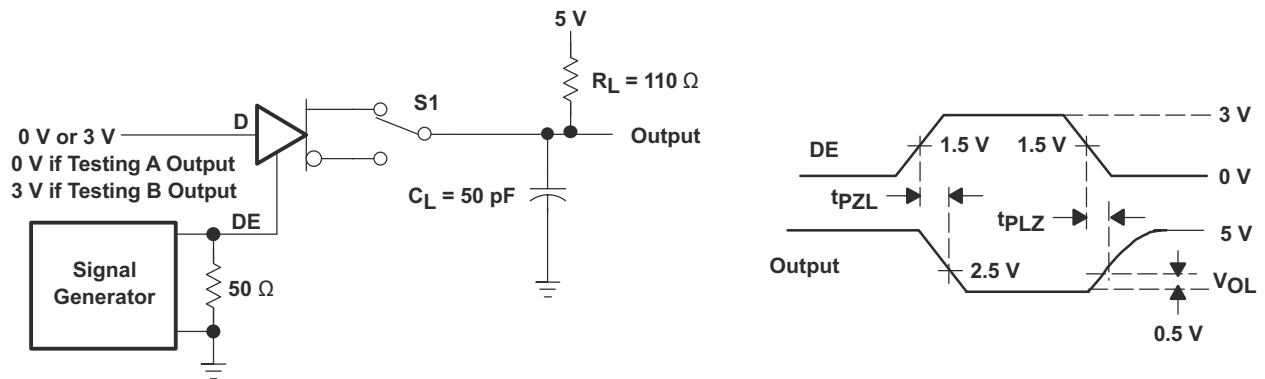 5 V
R_L = 110 Ω
S1
D
0 V or 3 V
0 V if Testing A Output
3 V if Testing B Output
Output
C_L = 50 pF
DE
Signal
Generator
50 Ω
3 V
DE
1.5 V
1.5 V
0 V
t_PZL
t_PLZ
5 V
Output
2.5 V
V_OL
0.5 V